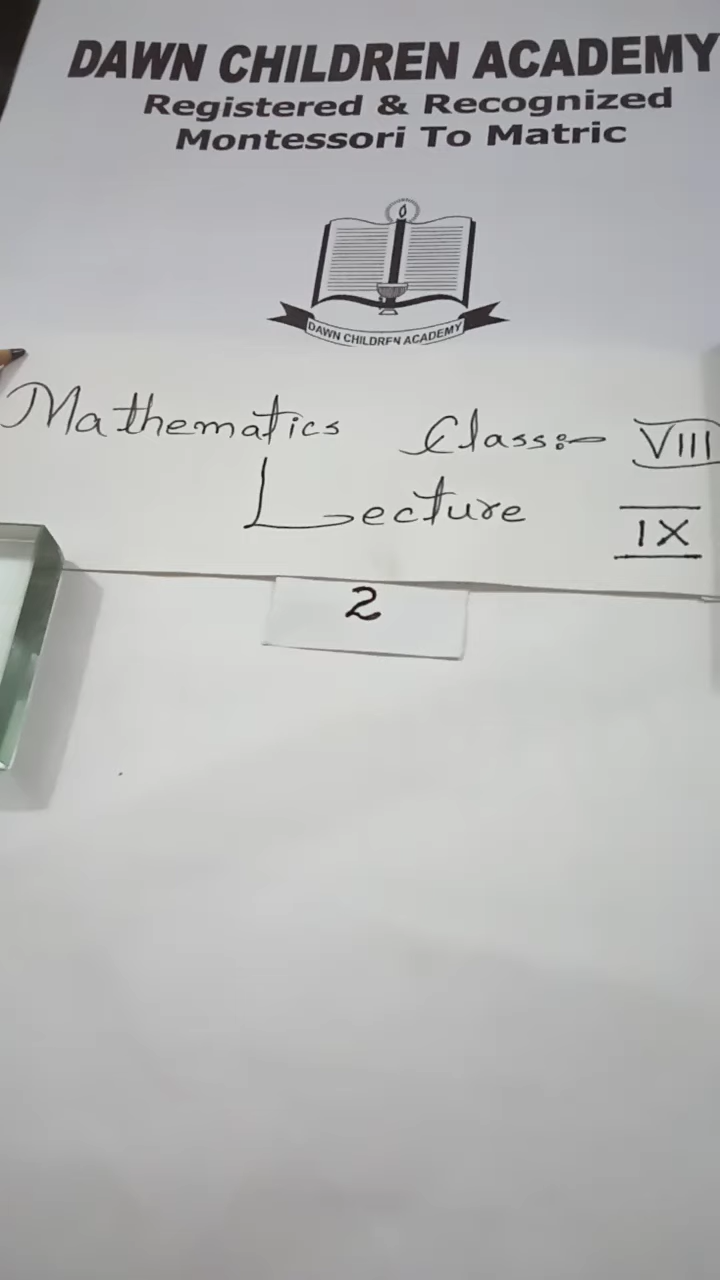 DAWN CHILDREN ACADEMY
Registered & Recognized
Montessori To Matric
DAWN CHILDREN ACADEMY
Mathematics Class:- VIII
Lecture IX
2